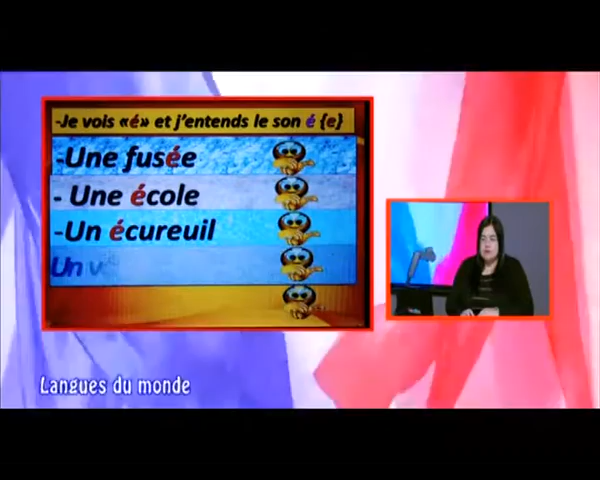 -Je vois «é» et j'entends le son é {e}
-Une fusée
- Une école
-Un écureuil
Un v
Langues du monde